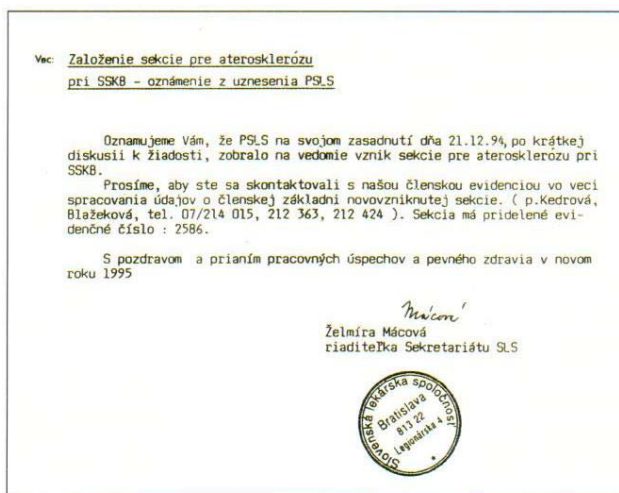 Vec: Založenie sekcie pre aterosklerózu
pri SSKB - oznámenie z uznesenia PSLS
Oznamujeme Vám, že PSLS na svojom zasadnutí dňa 21.12.94, po krátkej
diskusii k žiadosti, zobralo na vedomie vznik sekcie pre aterosklerózu pri
SSKB.
Prosíme, aby ste sa skontaktovali s našou členskou evidenciou vo veci
spracovania údajov o členskej základni novovzniknutej sekcie. ( p.Kedrová,
Blažeková, tel. 07/214 015, 212 363, 212 424 ). Sekcia má pridelené evi-
denčné číslo : 2586.
S pozdravom a prianím pracovných úspechov a pevného zdravia v novom
roku 1995
Mácová
Želmíra Mácová
riaditeľka Sekretariátu SLS
Slovenská lekárska spoločnosť
Bratislava
813 22
Legionárska 4
*